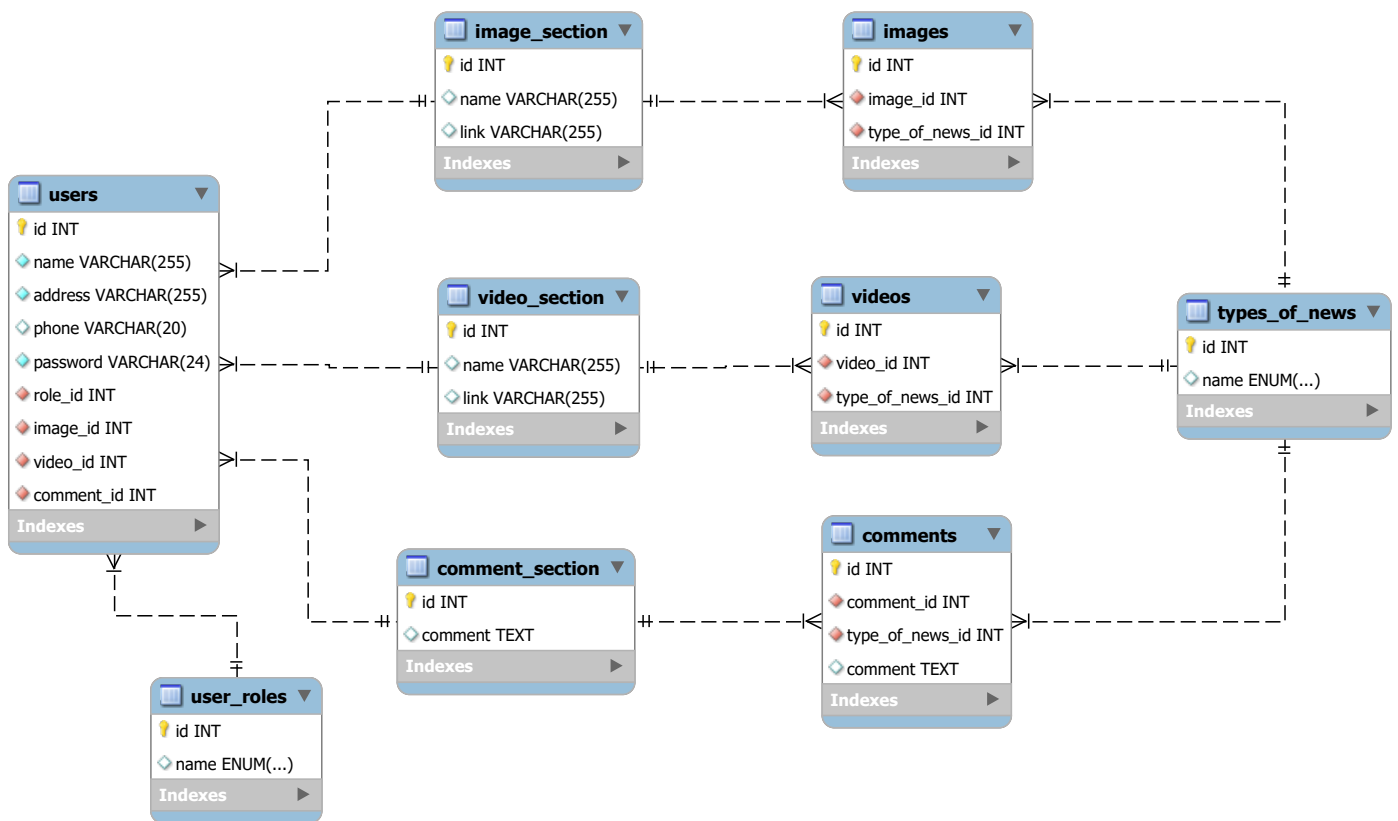 image_section
id INT
name VARCHAR(255)
link VARCHAR(255)
Indexes
images
id INT
image_id INT
type_of_news_id INT
Indexes
users
id INT
name VARCHAR(255)
address VARCHAR(255)
phone VARCHAR(20)
password VARCHAR(24)
role_id INT
image_id INT
video_id INT
comment_id INT
Indexes
video_section
id INT
name VARCHAR(255)
link VARCHAR(255)
Indexes
videos
id INT
video_id INT
type_of_news_id INT
Indexes
types_of_news
id INT
name ENUM(...)
Indexes
comment_section
id INT
comment TEXT
Indexes
comments
id INT
comment_id INT
type_of_news_id INT
comment TEXT
Indexes
user_roles
id INT
name ENUM(...)
Indexes